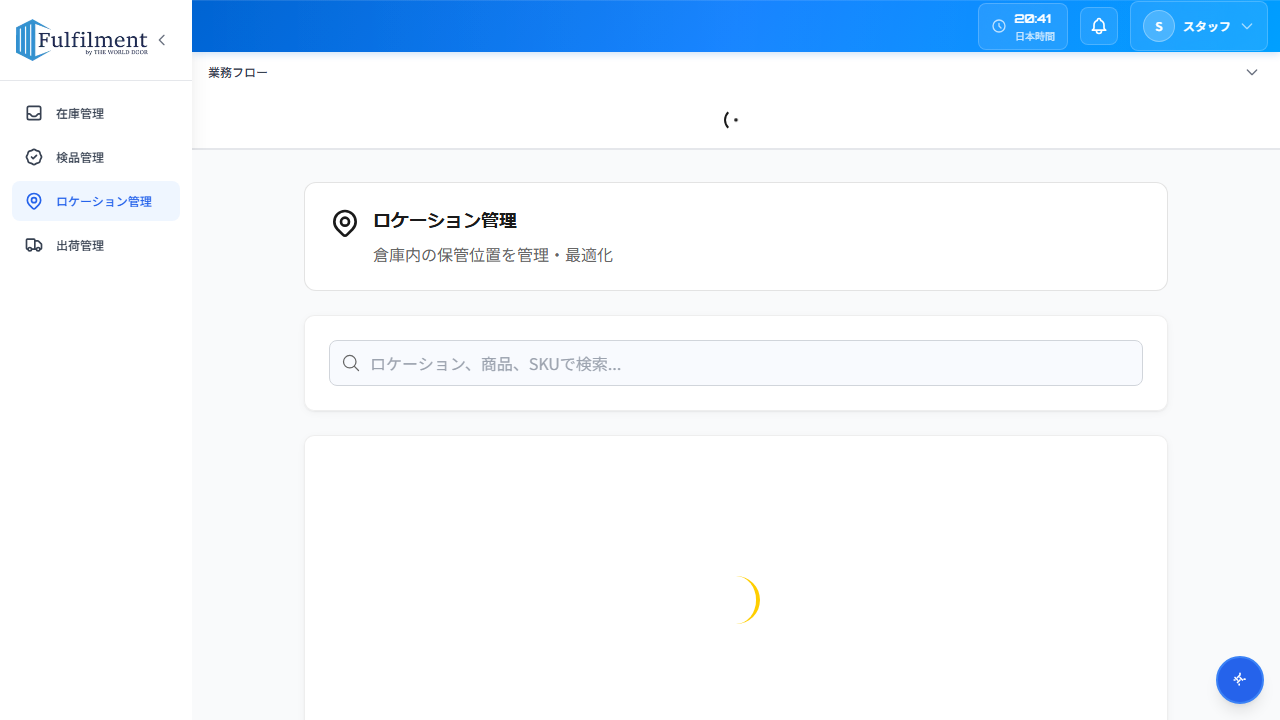 Fulfilment
by THE WORLD DOOR
20:41
日本時間
S
スタッフ
業務フロー
在庫管理
検品管理
ロケーション管理
出荷管理
ロケーション管理
倉庫内の保管位置を管理・最適化
ロケーション、商品、SKUで検索...